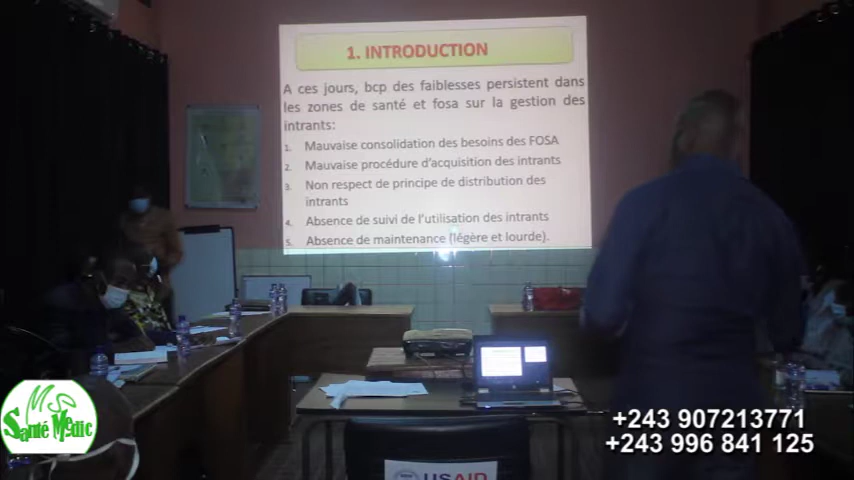 1. INTRODUCTION
A ces jours, bcp des faiblesses persistent dans
les zones de santé et fosa sur la gestion des
intrants:
1. Mauvaise consolidation des besoins des FOSA
2. Mauvaise procédure d'acquisition des intrants
3. Non respect de principe de distribution des
intrants
4. Absence de suivi de l'utilisation des intrants
5. Absence de maintenance (légère et lourde).
MS
Santé Medic
+243 907213771
+243 996 841 125
USAID